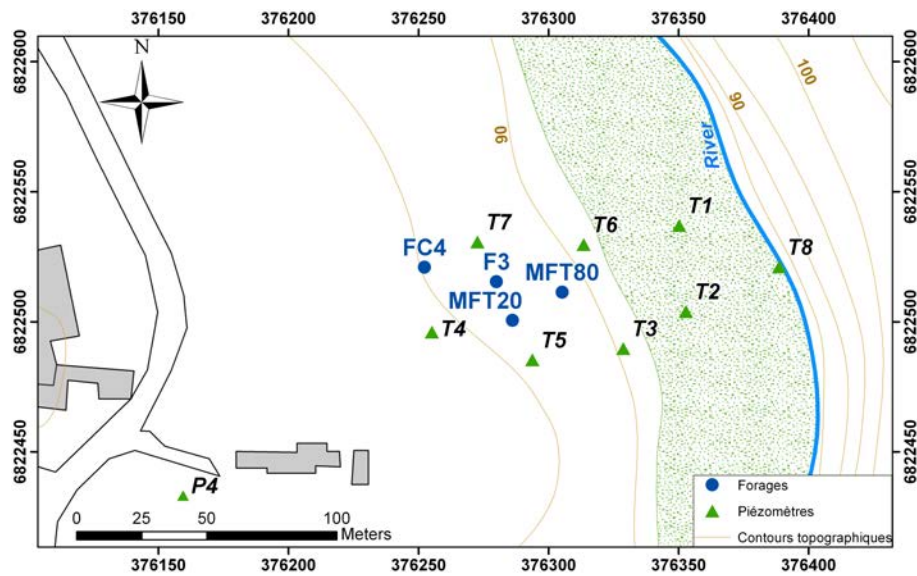 376150 376200 376250 376300 376350 376400
6822600 6822600
N
100
90
90
River
6822550 6822550
T1
T7 T6
FC4 F3 T8
MFT80
MFT20 T2
6822500 6822500
T4 T3
T5
6822450 6822450
P4
0 25 50 100
Meters
Forages
Piézomètres
Contours topographiques
376150 376200 376250 376300 376350 376400